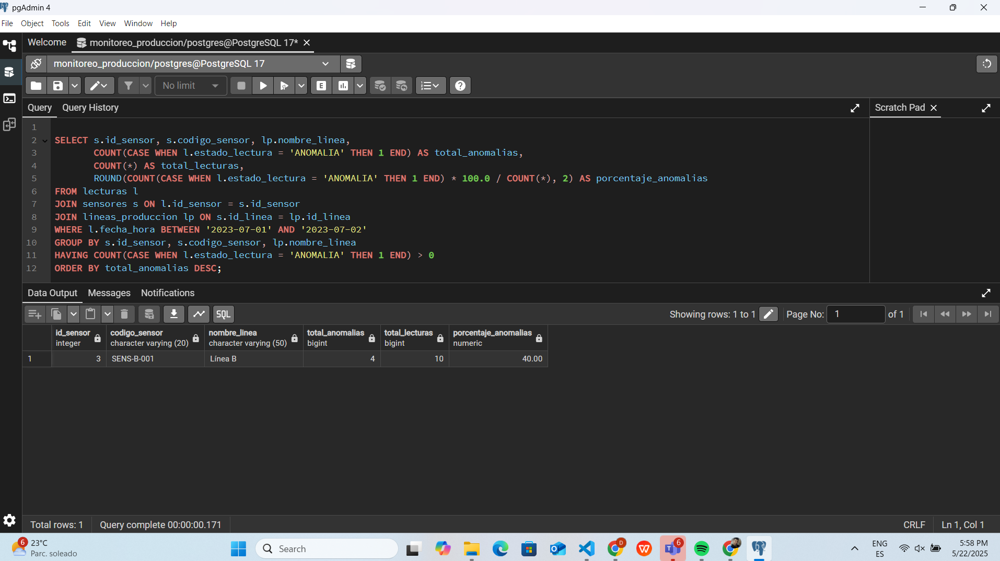 pgAdmin 4
File Object Tools Edit View Window Help
Welcome monitoreo_produccion/postgres@PostgreSQL 17*
monitoreo_produccion/postgres@PostgreSQL 17
No limit
E
Query Query History
Scratch Pad
1
2 SELECT s.id_sensor, s.codigo_sensor, lp.nombre_linea,
3 COUNT(CASE WHEN l.estado_lectura = 'ANOMALIA' THEN 1 END) AS total_anomalias,
4 COUNT(*) AS total_lecturas,
5 ROUND(COUNT(CASE WHEN l.estado_lectura = 'ANOMALIA' THEN 1 END) * 100.0 / COUNT(*), 2) AS porcentaje_anomalias
6 FROM lecturas l
7 JOIN sensores s ON l.id_sensor = s.id_sensor
8 JOIN lineas_produccion lp ON s.id_linea = lp.id_linea
9 WHERE l.fecha_hora BETWEEN '2023-07-01' AND '2023-07-02'
10 GROUP BY s.id_sensor, s.codigo_sensor, lp.nombre_linea
11 HAVING COUNT(CASE WHEN l.estado_lectura = 'ANOMALIA' THEN 1 END) > 0
12 ORDER BY total_anomalias DESC;
Data Output Messages Notifications
SQL Showing rows: 1 to 1 Page No: 1 of 1
id_sensor codigo_sensor nombre_linea total_anomalias total_lecturas porcentaje_anomalias
integer character varying (20) character varying (50) bigint bigint numeric
1 3 SENS-B-001 Línea B 4 10 40.00
Total rows: 1 Query complete 00:00:00.171 CRLF Ln 1, Col 1
6 23°C
Parc. soleado
Search
D
6
ENG
ES
5:58 PM
5/22/2025